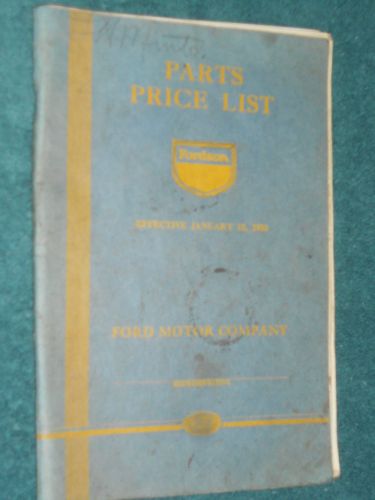 PARTS
PRICE LIST
Fordson
EFFECTIVE JANUARY
FORD MOTOR COMPANY